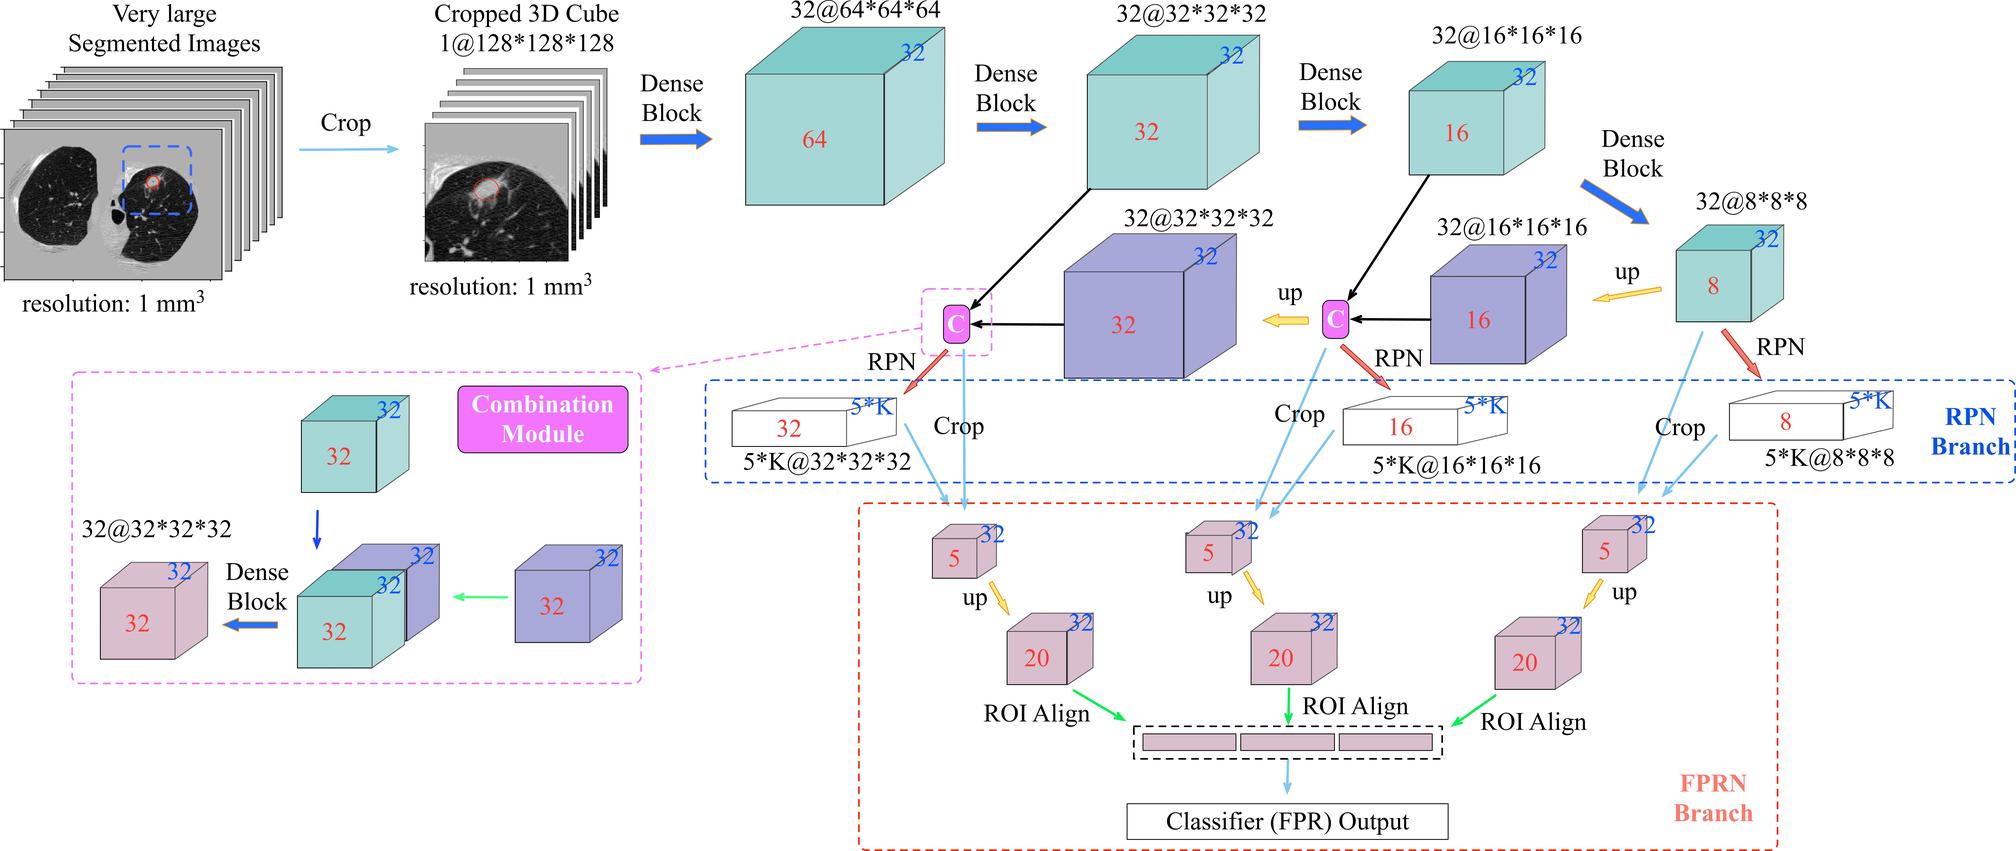 Very large
Segmented Images
Crop
resolution: 1 mm³
Cropped 3D Cube
1@128*128*128
resolution: 1 mm³
Dense
Block
32@64*64*64
32
64
Dense
Block
32@32*32*32
32
32
Dense
Block
32@16*16*16
32
16
Dense
Block
32@8*8*8
32
8
up
32@16*16*16
32
16
C
up
32@32*32*32
32
32
C
RPN
RPN
RPN
Combination
Module
32
32
32@32*32*32
32
32
Dense
Block
32
32
32
32
32
5*K
32
5*K@32*32*32
Crop
5*K
16
5*K@16*16*16
Crop
5*K
8
5*K@8*8*8
Crop
RPN
Branch
32
5
32
5
32
5
up
up
up
32
20
32
20
32
20
ROI Align
ROI Align
ROI Align
Classifier (FPR) Output
FPRN
Branch